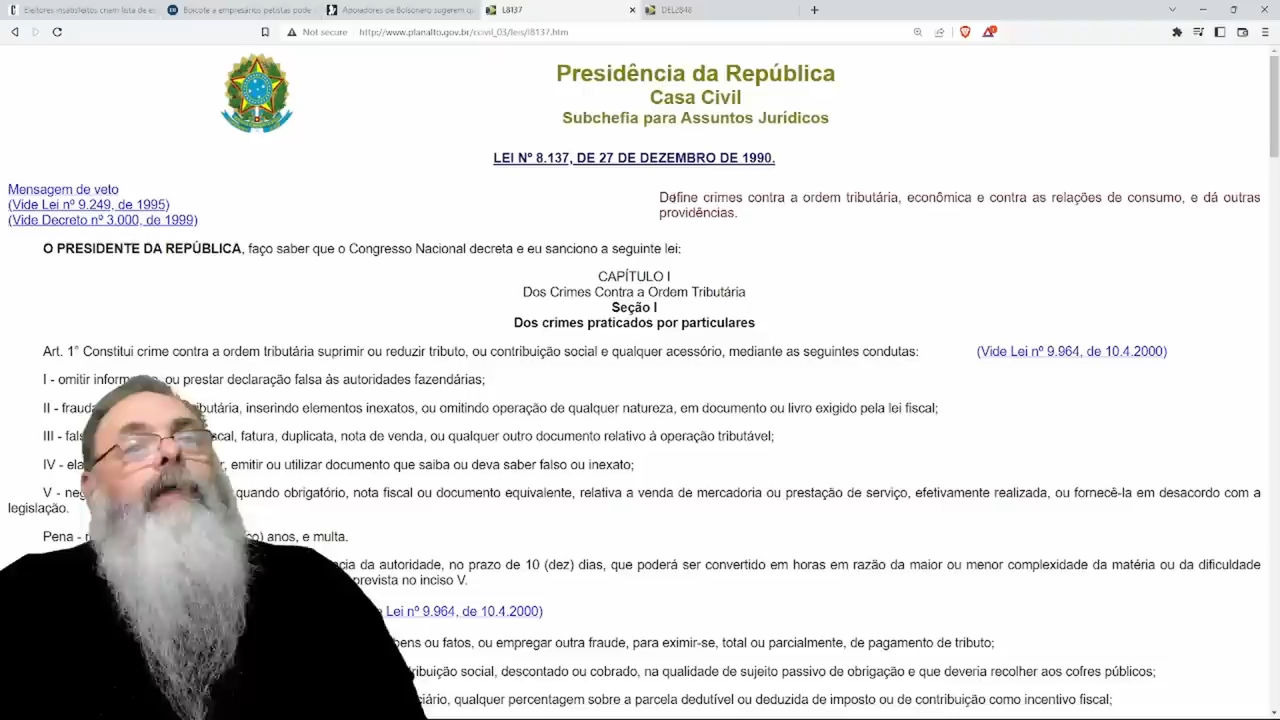 Eleitores insatisfeitos criam lista de es
Boicote a empresários petistas pode
Apoiadores de Bolsonaro sugerem qu
L8137
DEL2848
Not secure
http://www.planalto.gov.br/ccivil_03/leis/l8137.htm
Presidência da República
Casa Civil
Subchefia para Assuntos Jurídicos
LEI Nº 8.137, DE 27 DE DEZEMBRO DE 1990.
Mensagem de veto
(Vide Lei nº 9.249, de 1995)
(Vide Decreto nº 3.000, de 1999)
Define crimes contra a ordem tributária, econômica e contra as relações de consumo, e dá outras
providências.
O PRESIDENTE DA REPÚBLICA, faço saber que o Congresso Nacional decreta e eu sanciono a seguinte lei:
CAPÍTULO I
Dos Crimes Contra a Ordem Tributária
Seção I
Dos crimes praticados por particulares
Art. 1° Constitui crime contra a ordem tributária suprimir ou reduzir tributo, ou contribuição social e qualquer acessório, mediante as seguintes condutas: (Vide Lei nº 9.964, de 10.4.2000)
I - omitir inform ou prestar declaração falsa às autoridades fazendárias;
II - frauda ibutária, inserindo elementos inexatos, ou omitindo operação de qualquer natureza, em documento ou livro exigido pela lei fiscal;
III - fals scal, fatura, duplicata, nota de venda, ou qualquer outro documento relativo à operação tributável;
IV - ela r, emitir ou utilizar documento que saiba ou deva saber falso ou inexato;
V - neg quando obrigatório, nota fiscal ou documento equivalente, relativa a venda de mercadoria ou prestação de serviço, efetivamente realizada, ou fornecê-la em desacordo com a
legislação.
Pena - r co) anos, e multa.
ncia da autoridade, no prazo de 10 (dez) dias, que poderá ser convertido em horas em razão da maior ou menor complexidade da matéria ou da dificuldade
prevista no inciso V.
Lei nº 9.964, de 10.4.2000)
bens ou fatos, ou empregar outra fraude, para eximir-se, total ou parcialmente, de pagamento de tributo;
tribuição social, descontado ou cobrado, na qualidade de sujeito passivo de obrigação e que deveria recolher aos cofres públicos;
ciário, qualquer percentagem sobre a parcela dedutível ou deduzida de imposto ou de contribuição como incentivo fiscal;